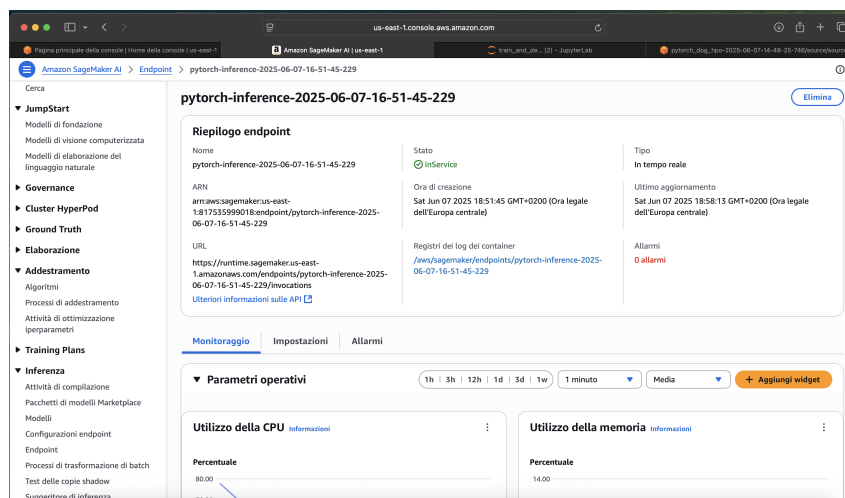 us-east-1.console.aws.amazon.com
Pagina principale della console | Home della console | us-east-1
Amazon SageMaker AI | us-east-1
train_and_de... (2) - JupyterLab
pytorch_dog_hpo-2025-06-07-14-48-25-746/source/sourc
Amazon SageMaker AI > Endpoint > pytorch-inference-2025-06-07-16-51-45-229
Cerca
JumpStart
Modelli di fondazione
Modelli di visione computerizzata
Modelli di elaborazione del
linguaggio naturale
Governance
Cluster HyperPod
Ground Truth
Elaborazione
Addestramento
Algoritmi
Processi di addestramento
Attività di ottimizzazione
iperparametri
Training Plans
Inferenza
Attività di compilazione
Pacchetti di modelli Marketplace
Modelli
Configurazioni endpoint
Endpoint
Processi di trasformazione di batch
Test delle copie shadow
Suggeritore di inferenza
pytorch-inference-2025-06-07-16-51-45-229
Elimina
Riepilogo endpoint
Nome
pytorch-inference-2025-06-07-16-51-45-229
Stato
InService
Tipo
In tempo reale
ARN
arn:aws:sagemaker:us-east-
1:817535999018:endpoint/pytorch-inference-2025-
06-07-16-51-45-229
Ora di creazione
Sat Jun 07 2025 18:51:45 GMT+0200 (Ora legale
dell'Europa centrale)
Ultimo aggiornamento
Sat Jun 07 2025 18:58:13 GMT+0200 (Ora legale
dell'Europa centrale)
URL
https://runtime.sagemaker.us-east-
1.amazonaws.com/endpoints/pytorch-inference-2025-
06-07-16-51-45-229/invocations
Ulteriori informazioni sulle API
Registri dei log dei container
/aws/sagemaker/endpoints/pytorch-inference-2025-
06-07-16-51-45-229
Allarmi
0 allarmi
Monitoraggio
Impostazioni
Allarmi
Parametri operativi
1h 3h 12h 1d 3d 1w
1 minuto
Media
+ Aggiungi widget
Utilizzo della CPU Informazioni
Percentuale
80.00
Utilizzo della memoria Informazioni
Percentuale
14.00